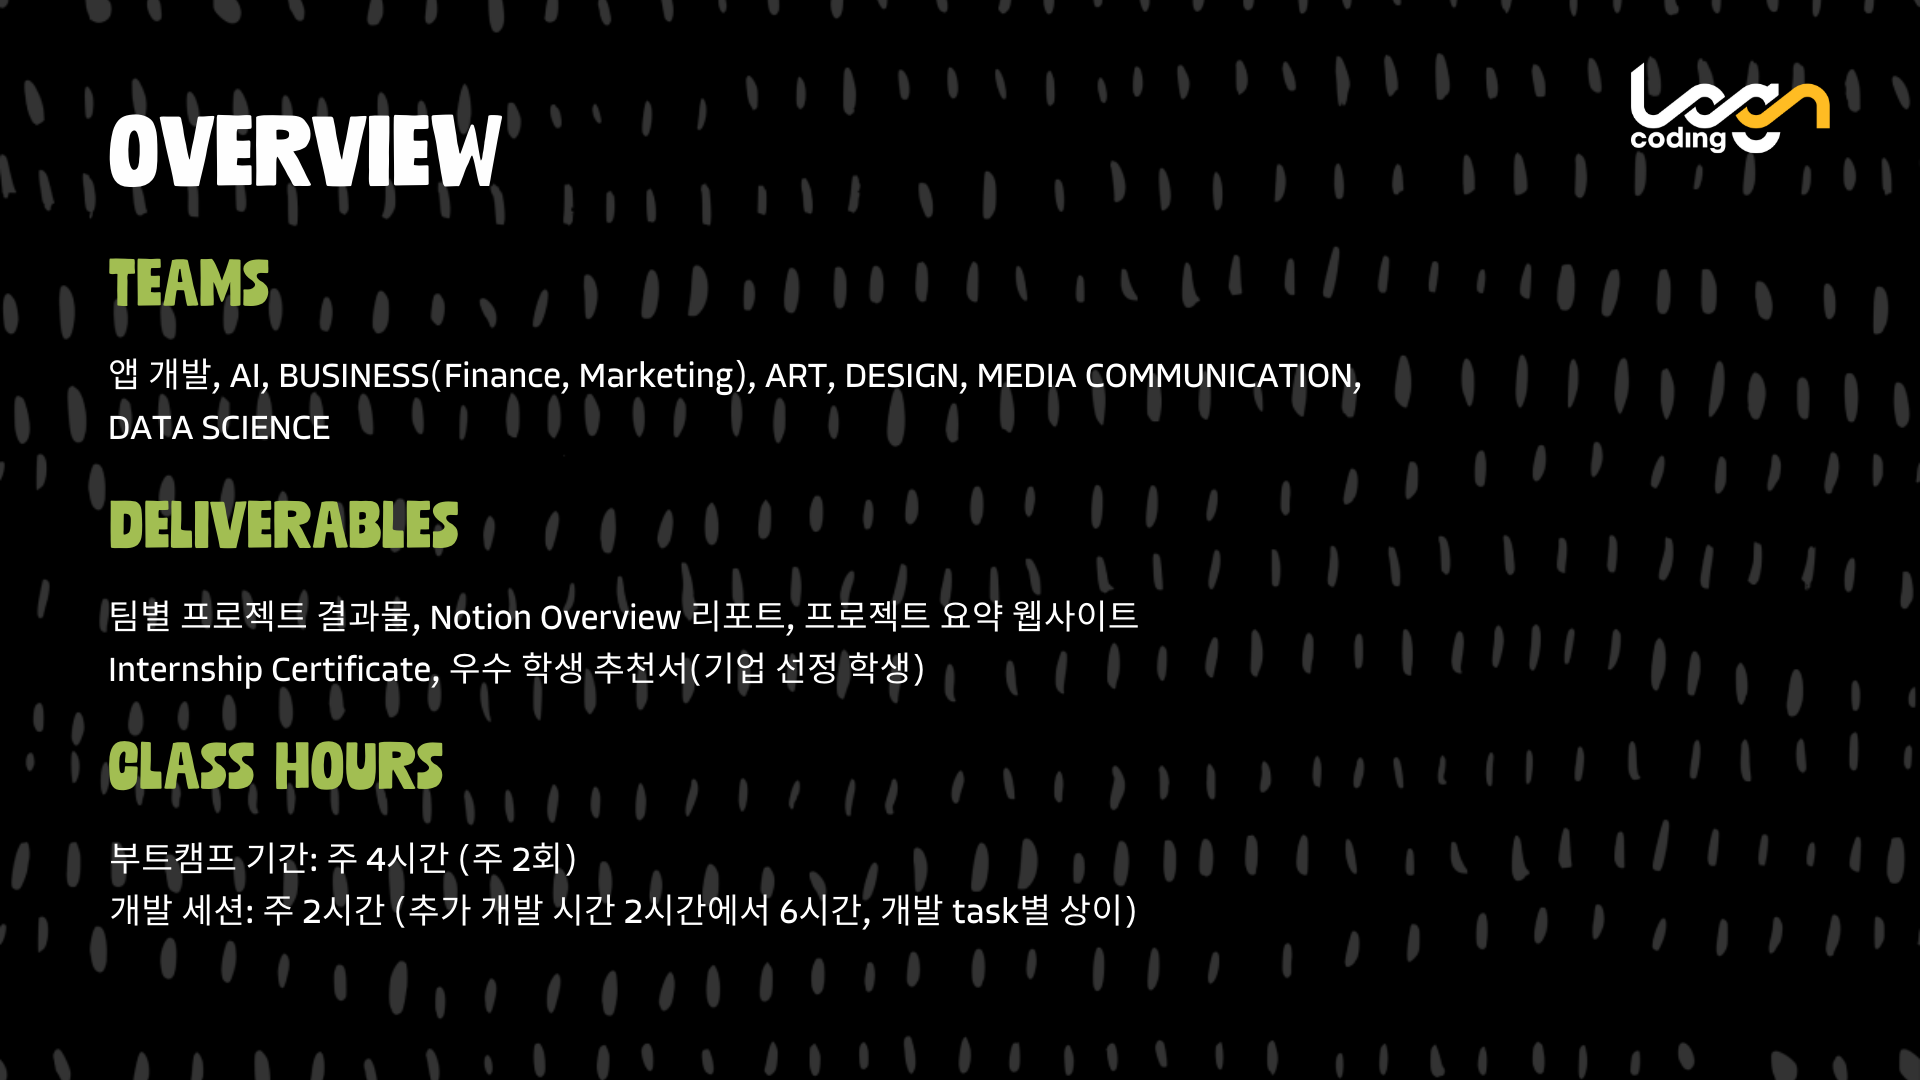 OVERVIEW
coding
TEAMS
앱 개발, AI, BUSINESS(Finance, Marketing), ART, DESIGN, MEDIA COMMUNICATION,
DATA SCIENCE
DELIVERABLES
팀별 프로젝트 결과물, Notion Overview 리포트, 프로젝트 요약 웹사이트
Internship Certificate, 우수 학생 추천서(기업 선정 학생)
CLASS HOURS
부트캠프 기간: 주 4시간 (주 2회)
개발 세션: 주 2시간 (추가 개발 시간 2시간에서 6시간, 개발 task별 상이)